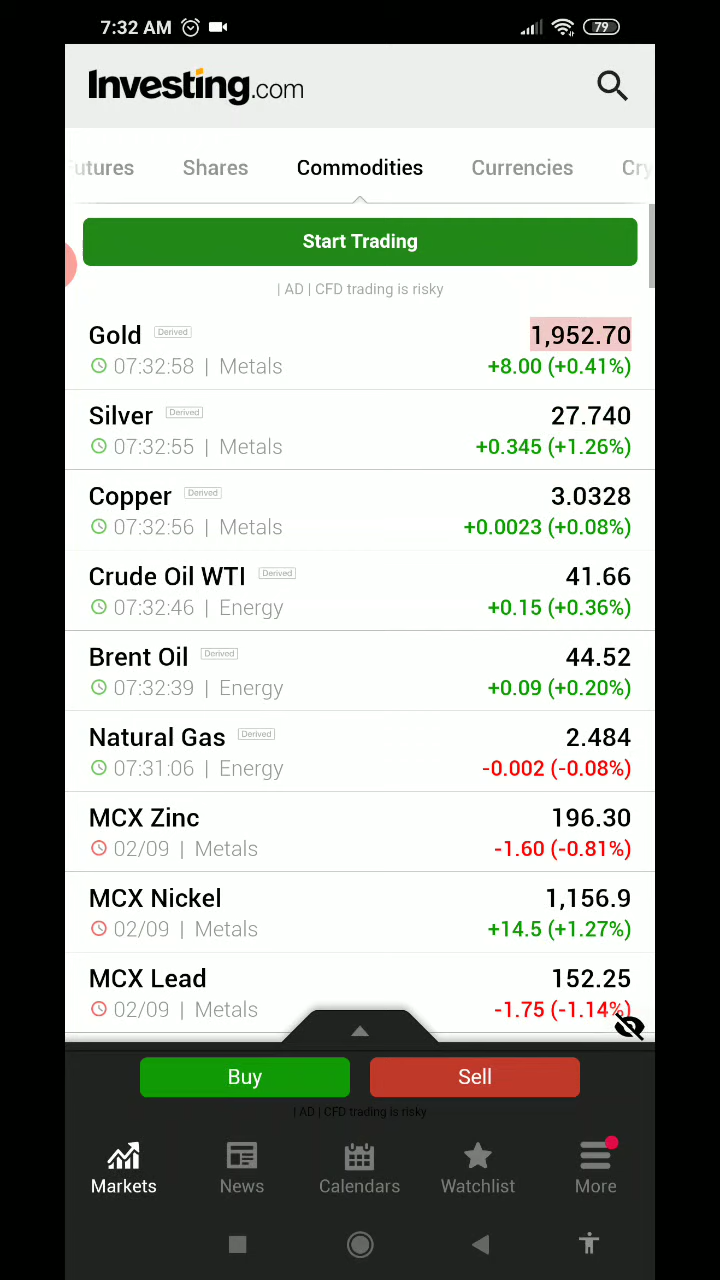 7:32 AM 79
Investing.com
utures Shares Commodities Currencies Cry
Start Trading
| AD | CFD trading is risky
Gold Derived 1,952.70
07:32:58 | Metals +8.00 (+0.41%)
Silver Derived 27.740
07:32:55 | Metals +0.345 (+1.26%)
Copper Derived 3.0328
07:32:56 | Metals +0.0023 (+0.08%)
Crude Oil WTI Derived 41.66
07:32:46 | Energy +0.15 (+0.36%)
Brent Oil Derived 44.52
07:32:39 | Energy +0.09 (+0.20%)
Natural Gas Derived 2.484
07:31:06 | Energy -0.002 (-0.08%)
MCX Zinc 196.30
02/09 | Metals -1.60 (-0.81%)
MCX Nickel 1,156.9
02/09 | Metals +14.5 (+1.27%)
MCX Lead 152.25
02/09 | Metals -1.75 (-1.14%)
Buy Sell
| AD | CFD trading is risky
Markets News Calendars Watchlist More